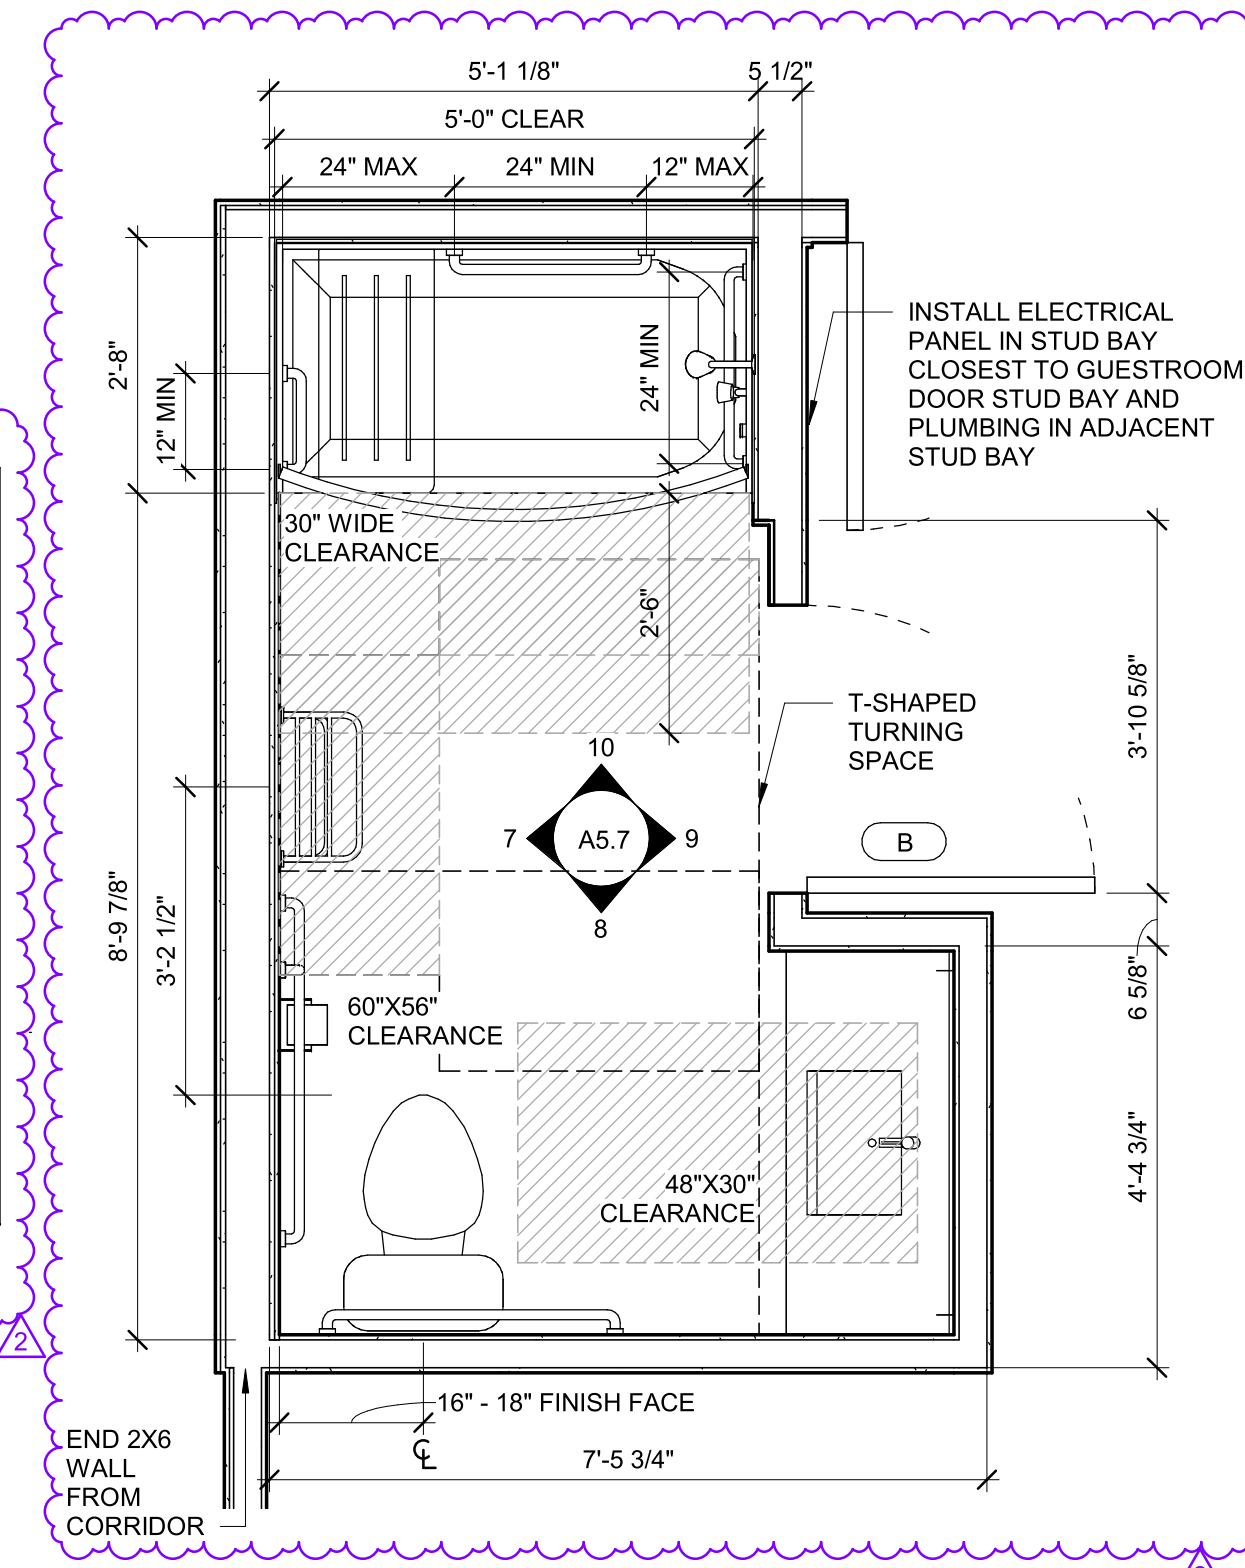 5'-1 1/8"
5 1/2"
5'-0" CLEAR
24" MAX
24" MIN
12" MAX
2'-8"
12" MIN
24" MIN
INSTALL ELECTRICAL
PANEL IN STUD BAY
CLOSEST TO GUESTROOM
DOOR STUD BAY AND
PLUMBING IN ADJACENT
STUD BAY
30" WIDE
CLEARANCE
2'-6"
T-SHAPED
TURNING
SPACE
3'-10 5/8"
10
7
A5.7
9
8
B
8'-9 7/8"
3'-2 1/2"
60"X56"
CLEARANCE
6 5/8"
48"X30"
CLEARANCE
4'-4 3/4"
2
16" - 18" FINISH FACE
CL
7'-5 3/4"
END 2X6
WALL
FROM
CORRIDOR